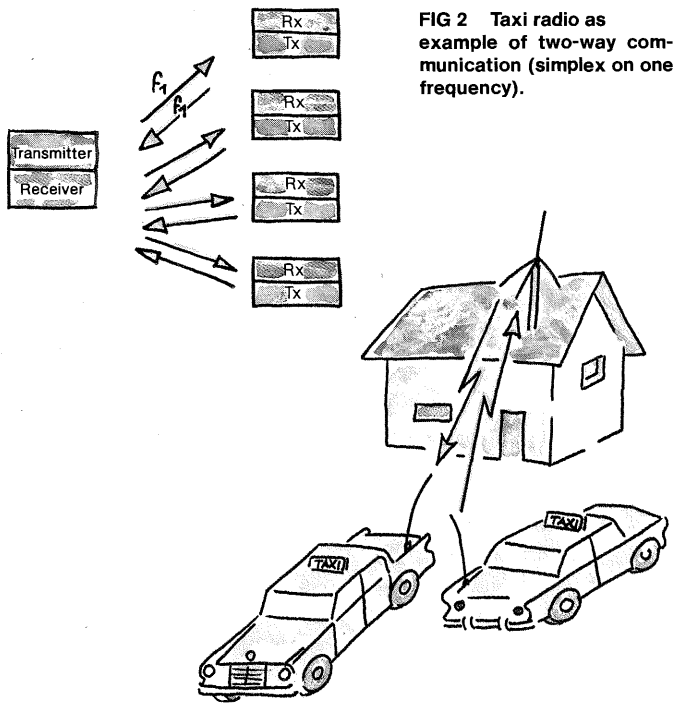 FIG 2 Taxi radio as
example of two-way com-
munication (simplex on one
frequency).
Rx
Tx
f₁
f₁
Rx
Tx
Transmitter
Receiver
Rx
Tx
Rx
Tx
TAXI
TAXI